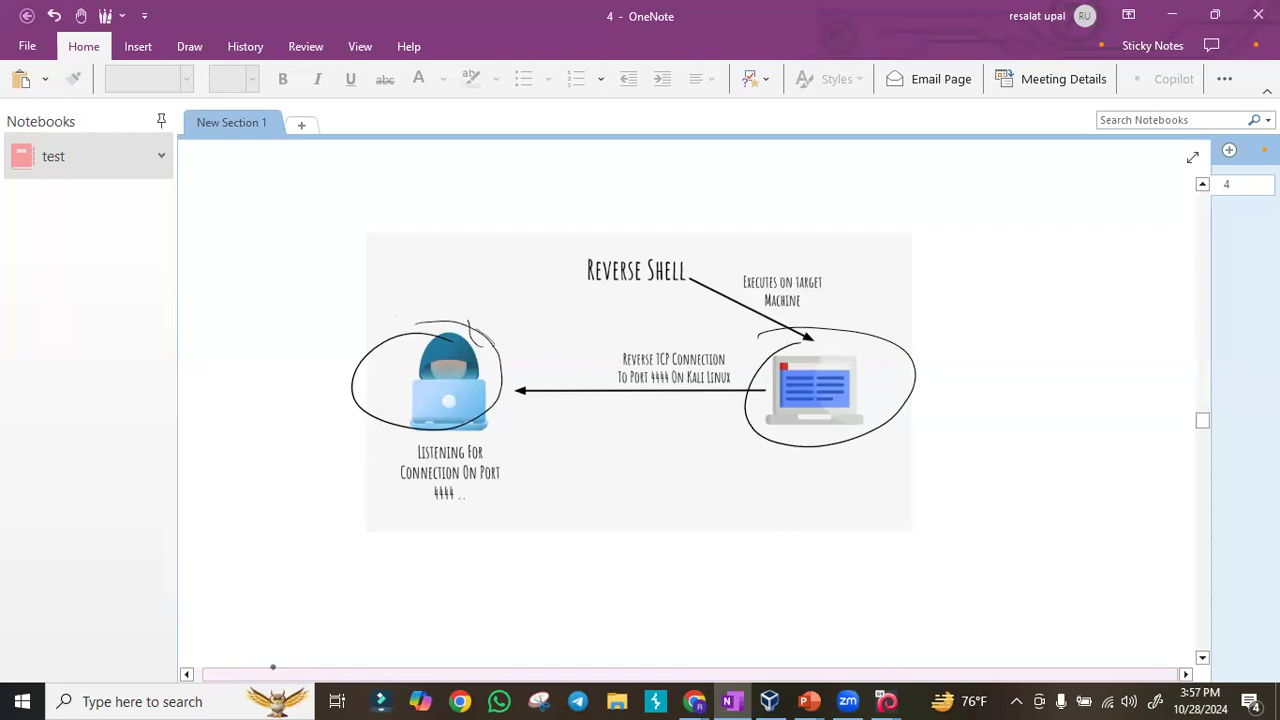 4 - OneNote
resalat upal
RU
File
Home
Insert
Draw
History
Review
View
Help
Sticky Notes
B I U abc A ab
Styles
Email Page
Meeting Details
Copilot
Notebooks
New Section 1
Search Notebooks
test
4
Reverse Shell
Executes on target
Machine
Reverse TCP Connection
To Port 4444 On Kali Linux
Listening For
Connection On Port
4444 ..
Type here to search
76°F
3:57 PM
10/28/2024
4